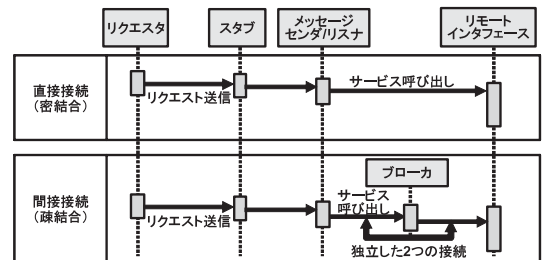 リクエスタ
スタブ
メッセージ
センダ/リスナ
リモート
インタフェース
直接接続
(密結合)
リクエスト送信
サービス呼び出し
間接接続
(疎結合)
リクエスト送信
サービス
呼び出し
ブローカ
独立した2つの接続